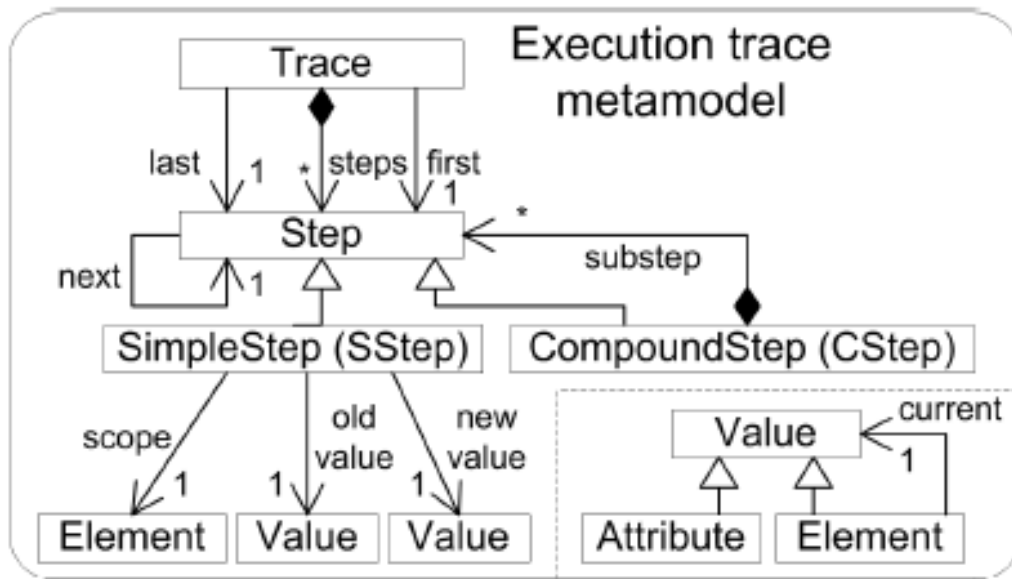 Execution trace
metamodel
Trace
last
1
*
steps
first
1
Step
*
substep
next
1
SimpleStep (SStep)
CompoundStep (CStep)
scope
1
old
value
1
new
value
1
Element
Value
Value
Value
current
1
Attribute
Element